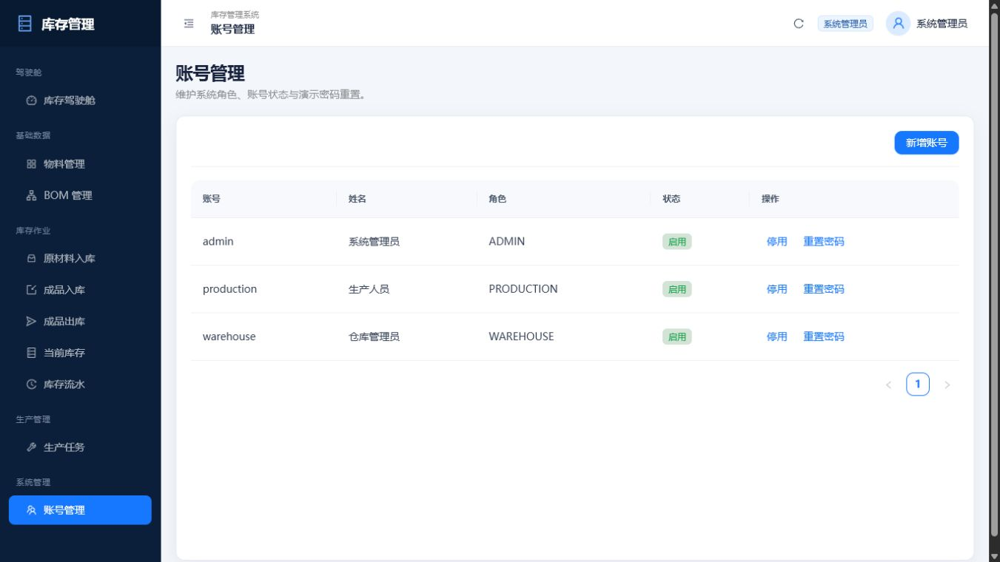 库存管理
驾驶舱
库存驾驶舱
基础数据
物料管理
BOM 管理
库存作业
原材料入库
成品入库
成品出库
当前库存
库存流水
生产管理
生产任务
系统管理
账号管理
库存管理系统
账号管理
系统管理员
系统管理员
账号管理
维护系统角色、账号状态与演示密码重置。
新增账号
账号 姓名 角色 状态 操作
admin 系统管理员 ADMIN 启用 停用 重置密码
production 生产人员 PRODUCTION 启用 停用 重置密码
warehouse 仓库管理员 WAREHOUSE 启用 停用 重置密码
1